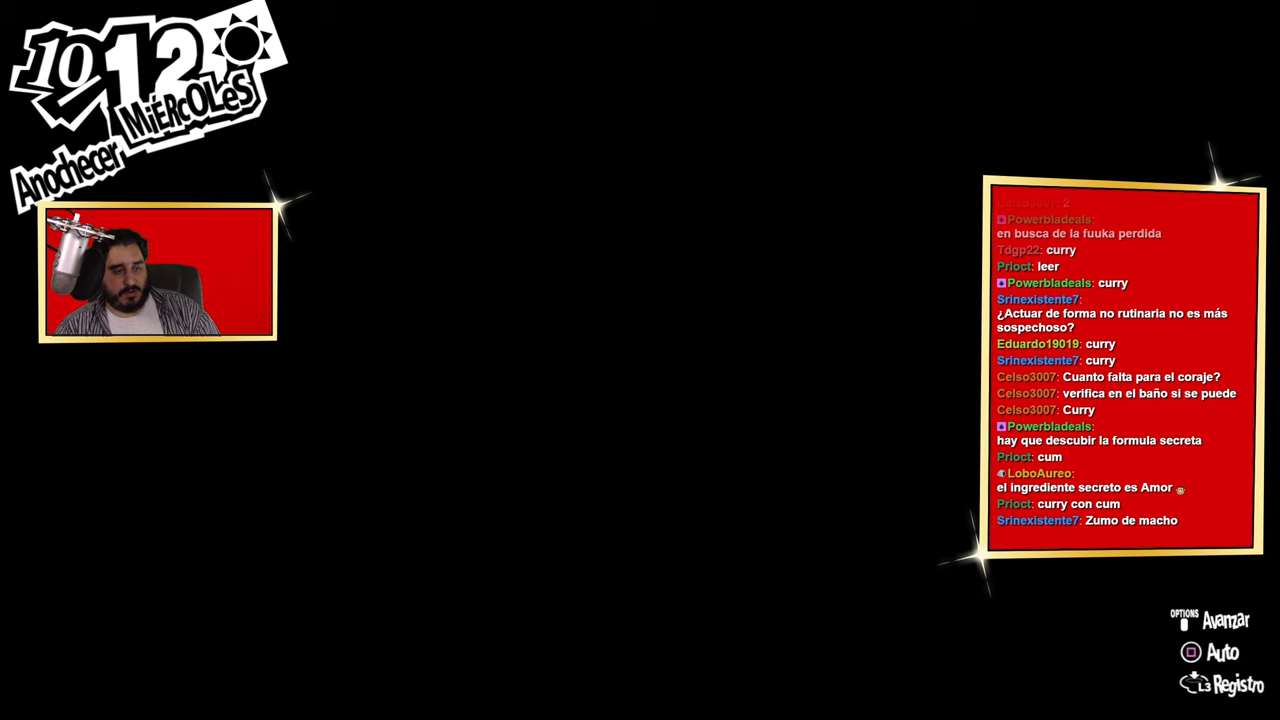 10/12
MiÉRcOLeS
Anochecer
Celso3007: 2
Powerbladeals:
en busca de la fuuka perdida
Tdgp22: curry
Prioct: leer
Powerbladeals: curry
Srinexistente7:
¿Actuar de forma no rutinaria no es más
sospechoso?
Eduardo19019: curry
Srinexistente7: curry
Celso3007: Cuanto falta para el coraje?
Celso3007: verifica en el baño si se puede
Celso3007: Curry
Powerbladeals:
hay que descubir la formula secreta
Prioct: cum
LoboAureo:
el ingrediente secreto es Amor
Prioct: curry con cum
Srinexistente7: Zumo de macho
OPTIONS Avanzar
Auto
L3 Registro